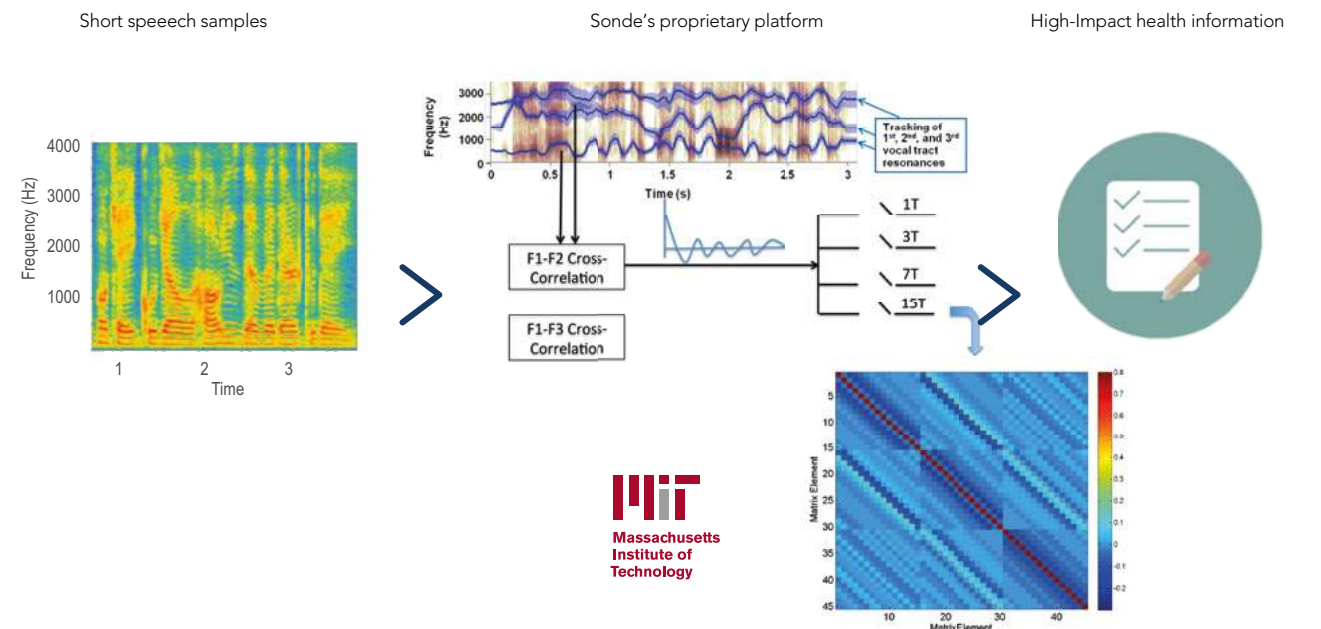 Short speeech samples
Sonde's proprietary platform
High-Impact health information
4000
3000
2000
1000
Frequency (Hz)
1
2
3
Time
3000
2000
1000
0
Frequency
(Hz)
0
0.5
1
1.5
2
2.5
3
Time (s)
Tracking of
1st, 2nd, and 3rd
vocal tract
resonances
F1-F2 Cross-
Correlation
F1-F3 Cross-
Correlation
1T
3T
7T
15T
5
10
15
20
25
30
35
40
45
Matrix Element
10
20
30
40
Matrix Element
0.8
0.7
0.6
0.5
0.4
0.3
0.2
0.1
0
-0.1
-0.2
Massachusetts
Institute of
Technology